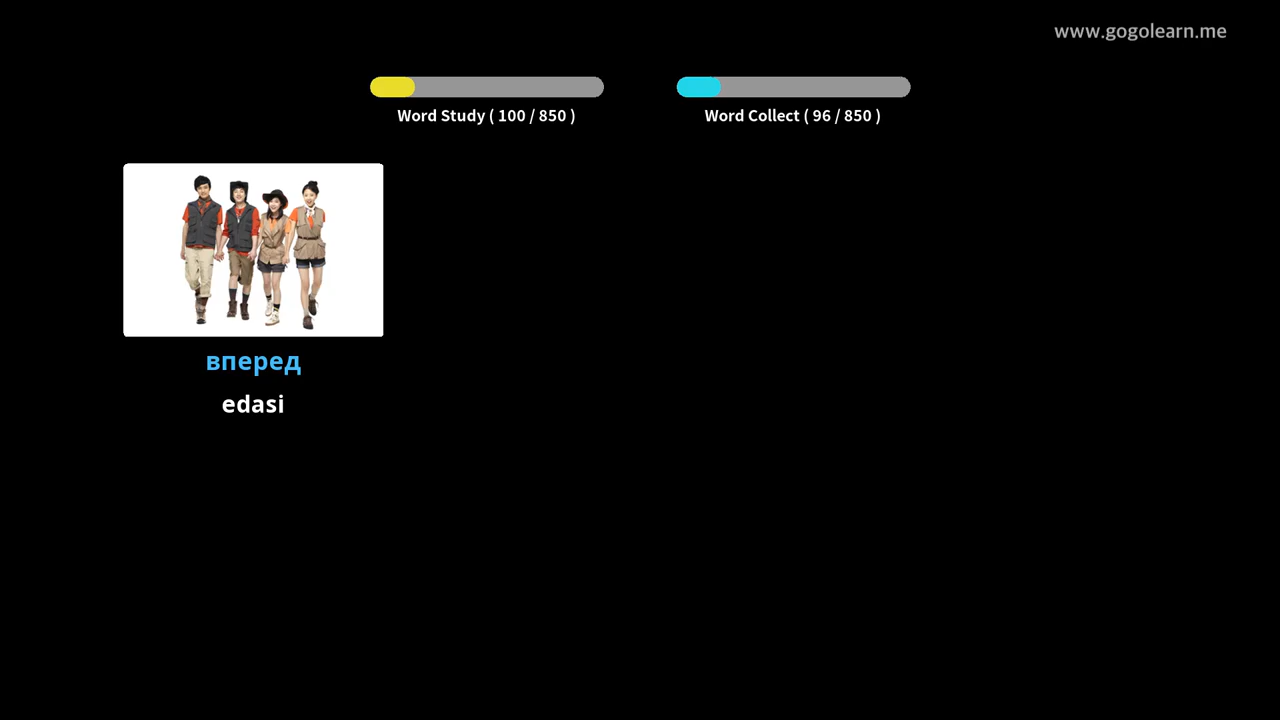 www.gogolearn.me
Word Study ( 100 / 850 )
Word Collect ( 96 / 850 )
вперед
edasi